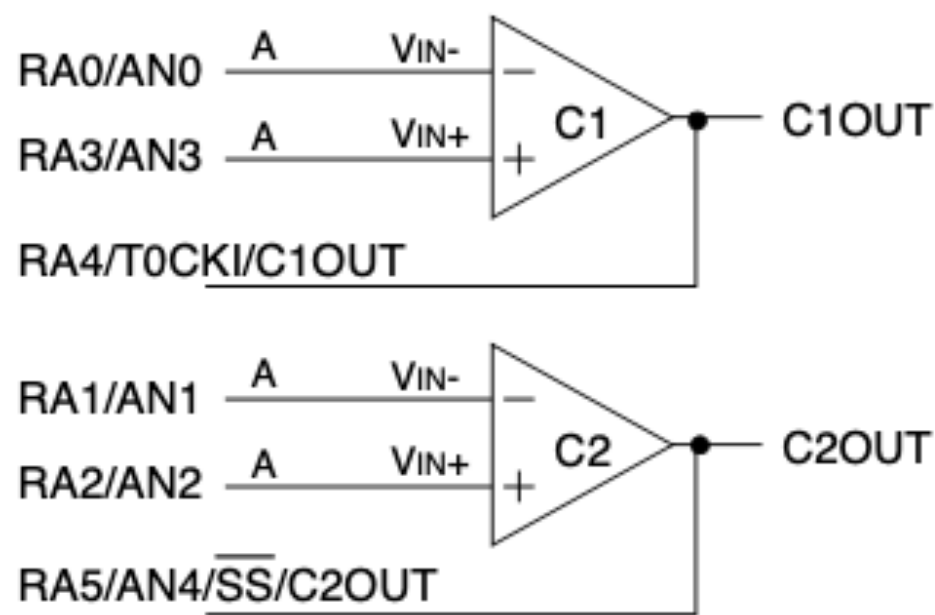 RA0/AN0 A VIN- −
C1 C1OUT
RA3/AN3 A VIN+ +
RA4/T0CKI/C1OUT
RA1/AN1 A VIN- −
C2 C2OUT
RA2/AN2 A VIN+ +
RA5/AN4/S̅S̅/C2OUT